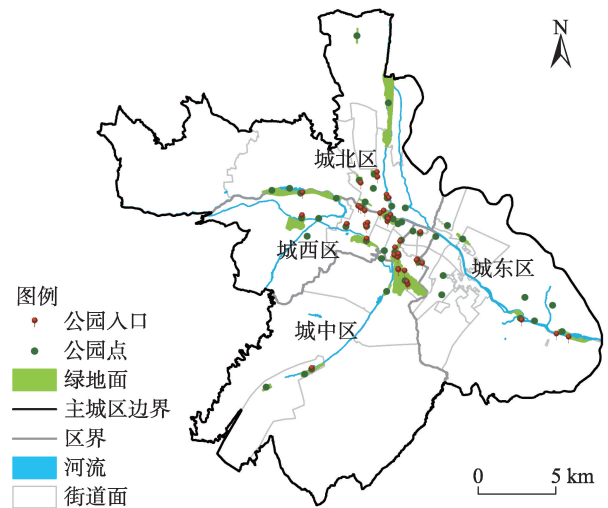 N
城北区
城西区
城东区
城中区
图例
公园入口
公园点
绿地面
主城区边界
区界
河流
街道面
0 5 km